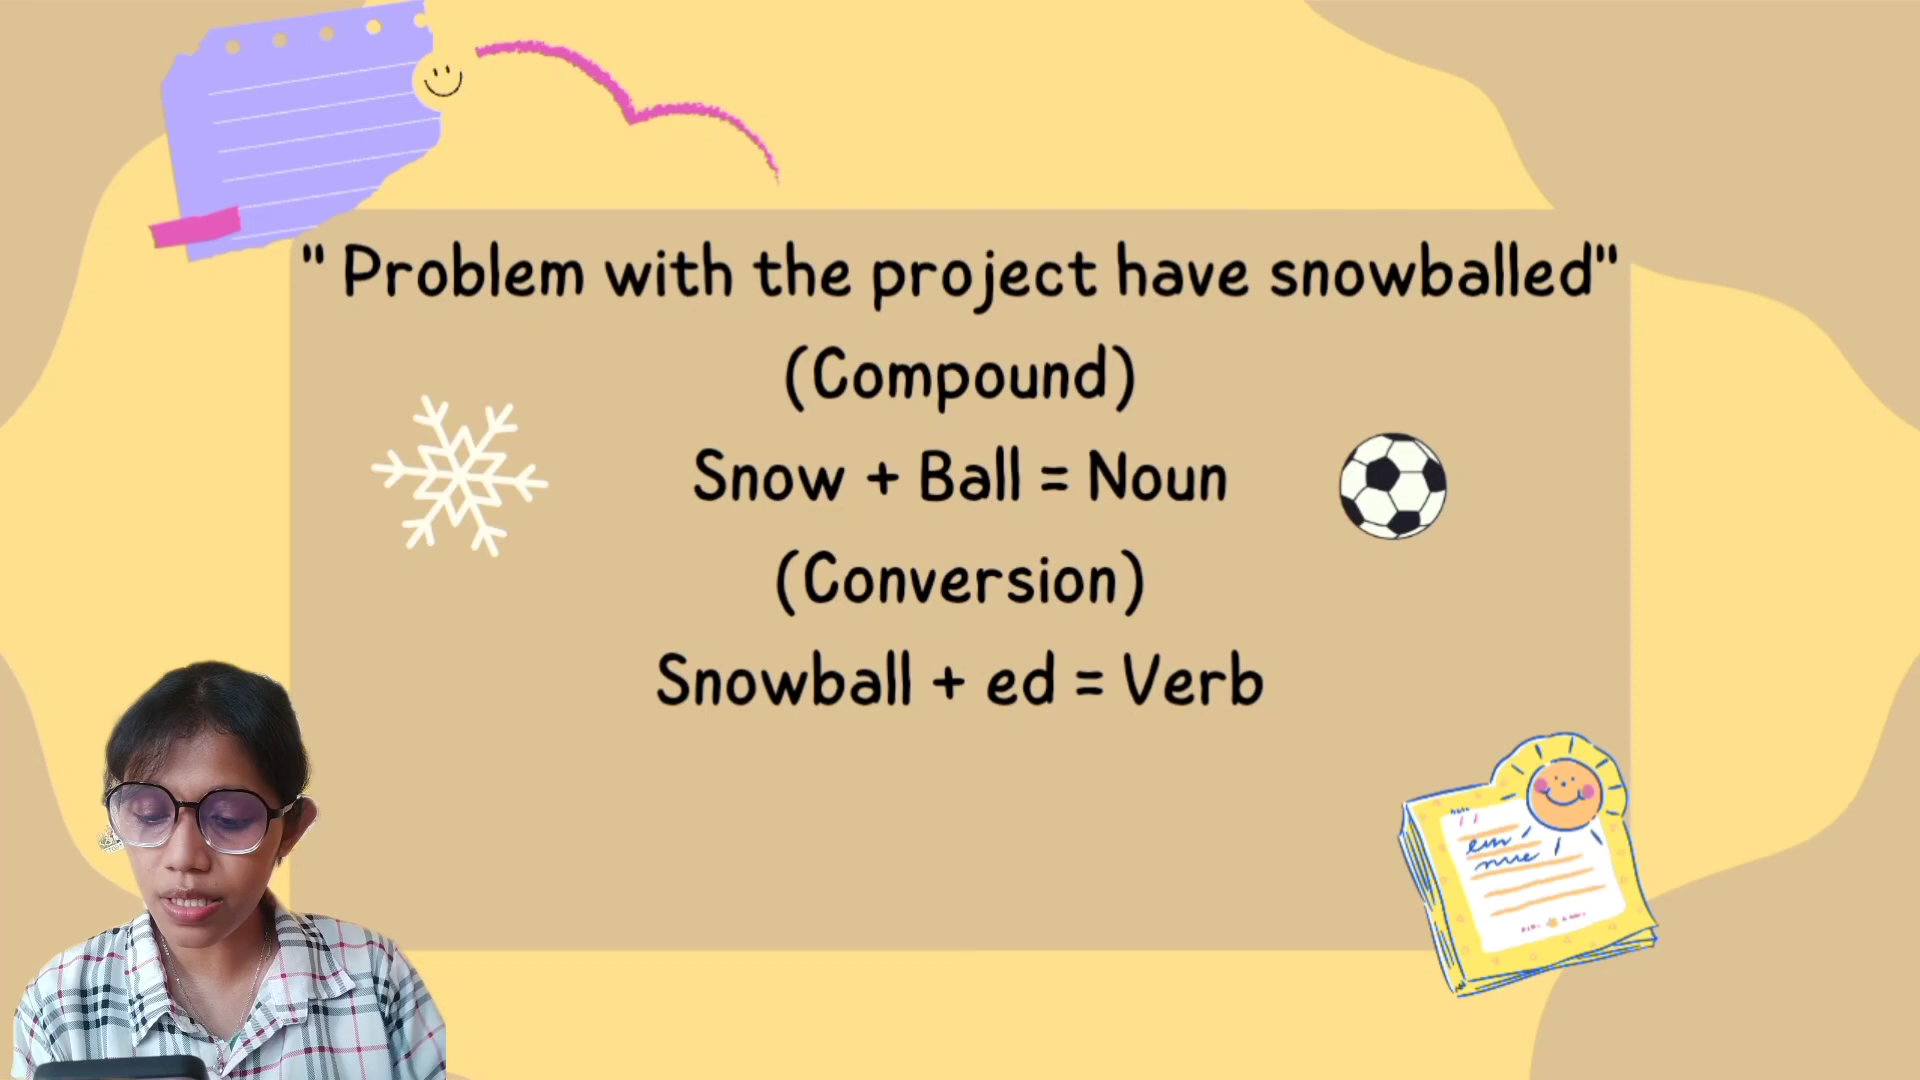 " Problem with the project have snowballed"
(Compound)
Snow + Ball = Noun
(Conversion)
Snowball + ed = Verb